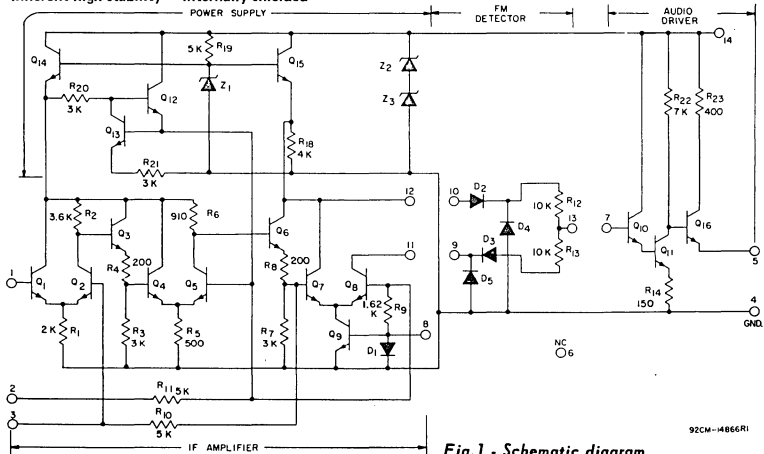 Inherent high stability Internally shielded
POWER SUPPLY
FM DETECTOR
AUDIO DRIVER
Q14
5K R19
Q15
14
Z2
R20
3K
Q12
Z1
Z3
R22
7K
R23
400
Q13
R18
4K
R21
3K
12
10
D2
R12
10K
R2
3.6K
910
R6
11
D4
13
7
Q10
Q16
Q3
Q6
9
D3
10K
R13
Q11
R4
200
R8
200
5
1
Q1
Q2
Q4
Q5
Q7
Q8
1.62
K
R9
D5
R14
150
2K
R1
R3
3K
R5
500
R7
3K
Q9
8
4
GND.
D1
NC
6
2
R11 5K
3
R10
5K
92CM-14866R1
IF AMPLIFIER
Fig.1 - Schematic diagram